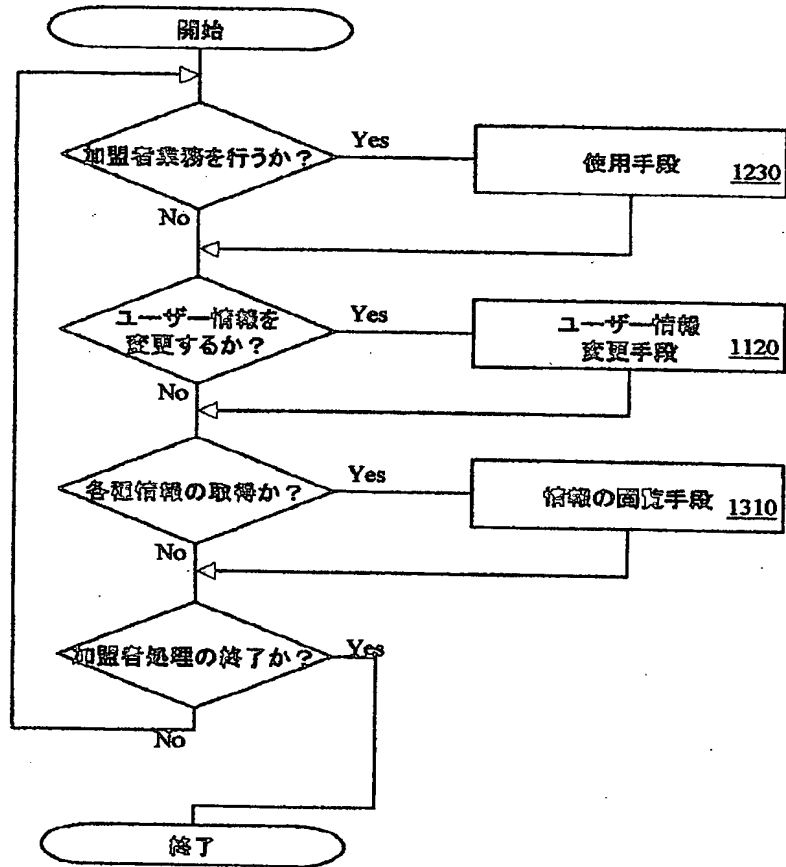 開始
加盟者業務を行うか？
Yes
使用手段
1230
No
ユーザー情報を
変更するか？
Yes
ユーザー情報
変更手段
1120
No
各種情報の取得か？
Yes
情報の閲覧手段
1310
No
加盟者処理の終了か？
Yes
No
終了